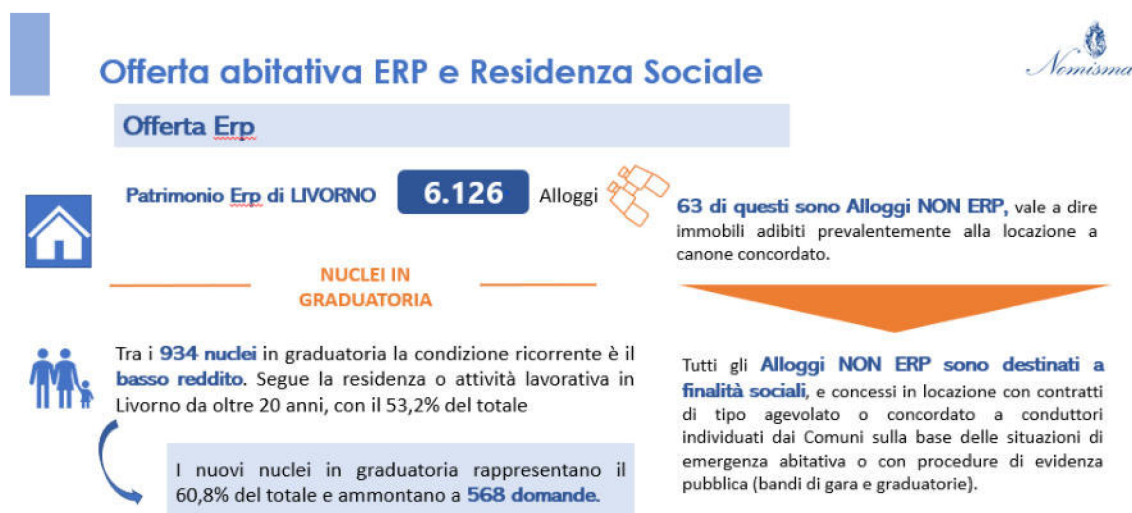 Nomisma
Offerta abitativa ERP e Residenza Sociale
Offerta Erp
Patrimonio Erp di LIVORNO
6.126
Alloggi
63 di questi sono Alloggi NON ERP, vale a dire
immobili adibiti prevalentemente alla locazione a
canone concordato.
NUCLEI IN
GRADUATORIA
Tra i 934 nuclei in graduatoria la condizione ricorrente è il
basso reddito. Segue la residenza o attività lavorativa in
Livorno da oltre 20 anni, con il 53,2% del totale
I nuovi nuclei in graduatoria rappresentano il
60,8% del totale e ammontano a 568 domande.
Tutti gli Alloggi NON ERP sono destinati a
finalità sociali, e concessi in locazione con contratti
di tipo agevolato o concordato a conduttori
individuati dai Comuni sulla base delle situazioni di
emergenza abitativa o con procedure di evidenza
pubblica (bandi di gara e graduatorie).